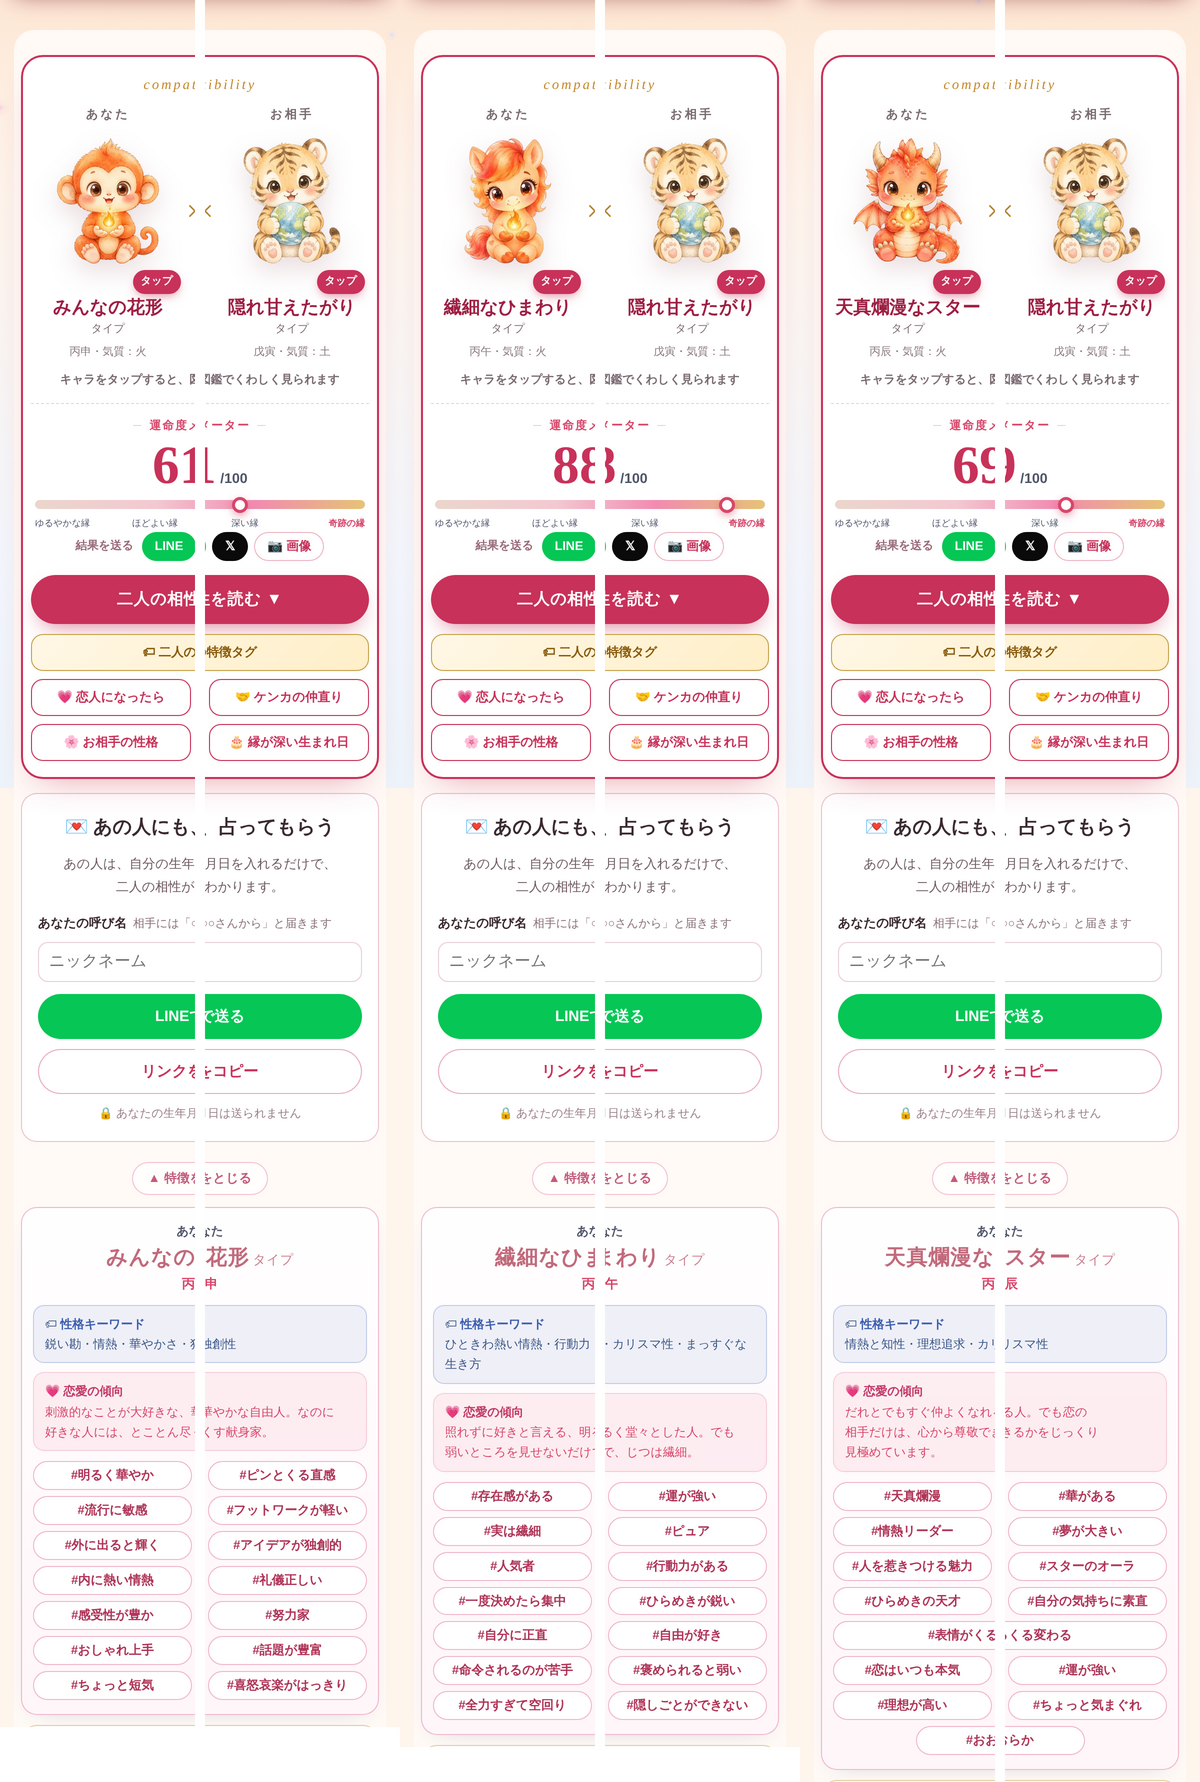 compatibility
あなた
お相手
タップ
タップ
みんなの花形
隠れ甘えたがり
タイプ
タイプ
丙申・気質：火
戊寅・気質：土
キャラをタップすると、図鑑でくわしく見られます
運命度メーター
61 /100
ゆるやかな縁 ほどよい縁 深い縁 奇跡の縁
結果を送る LINE 𝕏 📷 画像
二人の相性を読む ▼
🏷 二人の特徴タグ
💗 恋人になったら
🤝 ケンカの仲直り
🌸 お相手の性格
🎂 縁が深い生まれ日
💌 あの人にも、占ってもらう
あの人は、自分の生年月日を入れるだけで、
二人の相性がわかります。
あなたの呼び名 相手には「○○さんから」と届きます
ニックネーム
LINEで送る
リンクをコピー
🔒 あなたの生年月日は送られません
▲ 特徴をとじる
あなた
みんなの花形 タイプ
丙申
🏷 性格キーワード
鋭い勘・情熱・華やかさ・独創性
💗 恋愛の傾向
刺激的なことが大好きな、華やかな自由人。なのに
好きな人には、とことん尽くす献身家。
#明るく華やか
#ピンとくる直感
#流行に敏感
#フットワークが軽い
#外に出ると輝く
#アイデアが独創的
#内に熱い情熱
#礼儀正しい
#感受性が豊か
#努力家
#おしゃれ上手
#話題が豊富
#ちょっと短気
#喜怒哀楽がはっきり
compatibility
あなた
お相手
タップ
タップ
繊細なひまわり
隠れ甘えたがり
タイプ
タイプ
丙午・気質：火
戊寅・気質：土
キャラをタップすると、図鑑でくわしく見られます
運命度メーター
88 /100
ゆるやかな縁 ほどよい縁 深い縁 奇跡の縁
結果を送る LINE 𝕏 📷 画像
二人の相性を読む ▼
🏷 二人の特徴タグ
💗 恋人になったら
🤝 ケンカの仲直り
🌸 お相手の性格
🎂 縁が深い生まれ日
💌 あの人にも、占ってもらう
あの人は、自分の生年月日を入れるだけで、
二人の相性がわかります。
あなたの呼び名 相手には「○○さんから」と届きます
ニックネーム
LINEで送る
リンクをコピー
🔒 あなたの生年月日は送られません
▲ 特徴をとじる
あなた
繊細なひまわり タイプ
丙午
🏷 性格キーワード
ひときわ熱い情熱・行動力・カリスマ性・まっすぐな
生き方
💗 恋愛の傾向
照れずに好きと言える、明るく堂々とした人。でも
弱いところを見せないだけで、じつは繊細。
#存在感がある
#運が強い
#実は繊細
#ピュア
#人気者
#行動力がある
#一度決めたら集中
#ひらめきが鋭い
#自分に正直
#自由が好き
#命令されるのが苦手
#褒められると弱い
#全力すぎて空回り
#隠しごとができない
compatibility
あなた
お相手
タップ
タップ
天真爛漫なスター
隠れ甘えたがり
タイプ
タイプ
丙辰・気質：火
戊寅・気質：土
キャラをタップすると、図鑑でくわしく見られます
運命度メーター
69 /100
ゆるやかな縁 ほどよい縁 深い縁 奇跡の縁
結果を送る LINE 𝕏 📷 画像
二人の相性を読む ▼
🏷 二人の特徴タグ
💗 恋人になったら
🤝 ケンカの仲直り
🌸 お相手の性格
🎂 縁が深い生まれ日
💌 あの人にも、占ってもらう
あの人は、自分の生年月日を入れるだけで、
二人の相性がわかります。
あなたの呼び名 相手には「○○さんから」と届きます
ニックネーム
LINEで送る
リンクをコピー
🔒 あなたの生年月日は送られません
▲ 特徴をとじる
あなた
天真爛漫なスター タイプ
丙辰
🏷 性格キーワード
情熱と知性・理想追求・カリスマ性
💗 恋愛の傾向
だれとでもすぐ仲よくなれる人。でも恋の
相手だけは、心から尊敬できるかをじっくり
見極めています。
#天真爛漫
#華がある
#情熱リーダー
#夢が大きい
#人を惹きつける魅力
#スターのオーラ
#ひらめきの天才
#自分の気持ちに素直
#表情がくるくる変わる
#恋はいつも本気
#運が強い
#理想が高い
#ちょっと気まぐれ
#おおらか